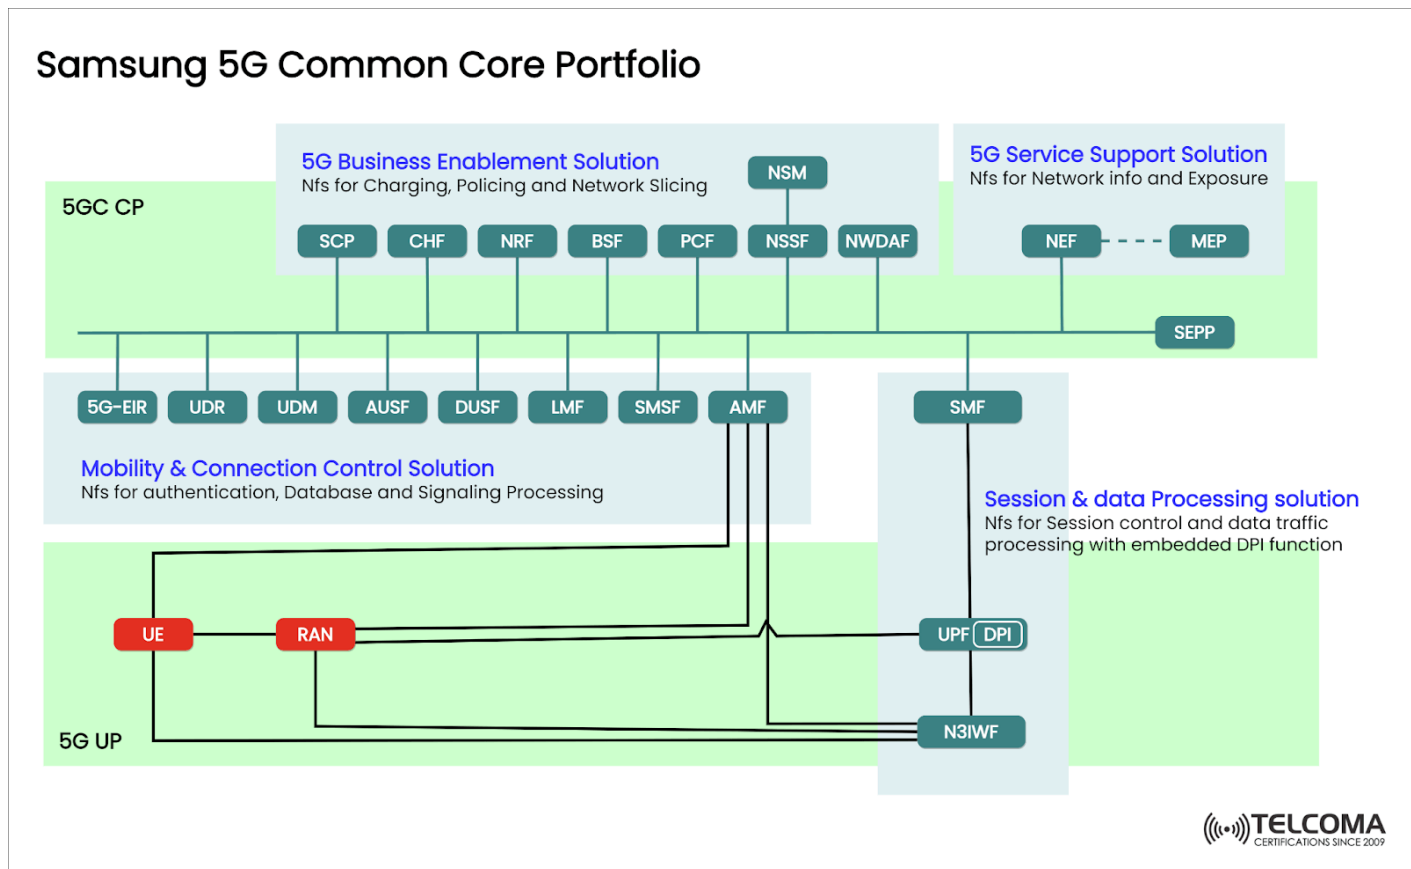 Samsung 5G Common Core Portfolio
5G Business Enablement Solution
Nfs for Charging, Policing and Network Slicing
NSM
5G Service Support Solution
Nfs for Network info and Exposure
5GC CP
SCP
CHF
NRF
BSF
PCF
NSSF
NWDAF
NEF
MEP
SEPP
5G-EIR
UDR
UDM
AUSF
DUSF
LMF
SMSF
AMF
SMF
Mobility & Connection Control Solution
Nfs for authentication, Database and Signaling Processing
Session & data Processing solution
Nfs for Session control and data traffic
processing with embedded DPI function
UE
RAN
UPF
DPI
N3IWF
5G UP
TELCOMA
CERTIFICATIONS SINCE 2009